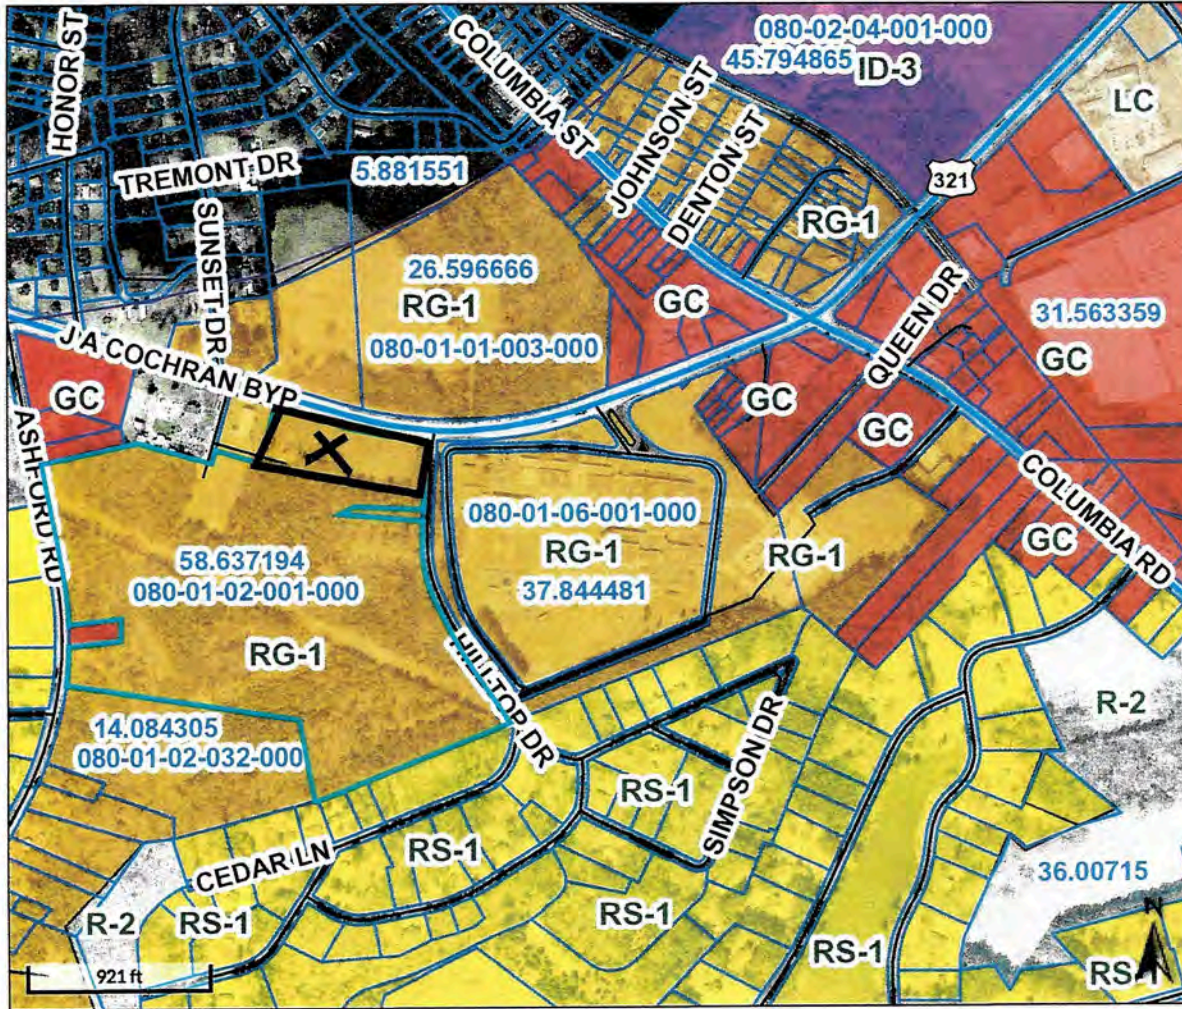 HONOR ST
COLUMBIA ST
080-02-04-001-000
45.794865
ID-3
LC
JOHNSON ST
DENTON ST
TREMONT DR
5.881551
321
SUNSET DR
RG-1
26.596666
RG-1
080-01-01-003-000
GC
QUEEN DR
31.563359
GC
J A COCHRAN BYP
GC
GC
GC
ASHFORD RD
X
COLUMBIA RD
080-01-06-001-000
RG-1
37.844481
RG-1
GC
58.637194
080-01-02-001-000
RG-1
HILLTOP DR
14.084305
080-01-02-032-000
SIMPSON DR
R-2
RS-1
CEDAR LN
RS-1
36.00715
R-2
RS-1
RS-1
RS-1
N
RS-1
921 ft